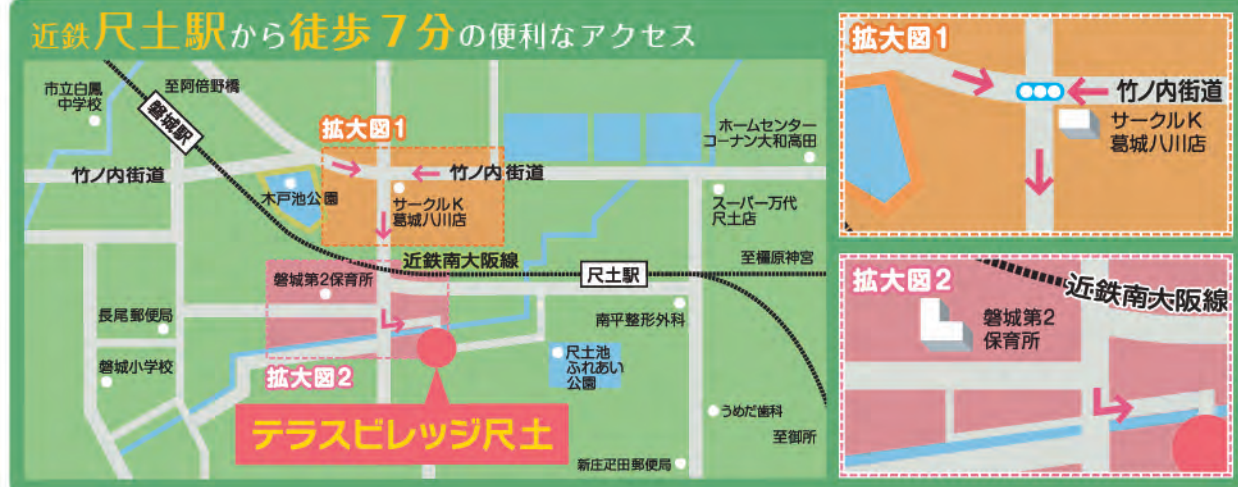 近鉄尺土駅から徒歩7分の便利なアクセス
市立白鳳
中学校
至阿倍野橋
磐城駅
拡大図1
ホームセンター
コーナン大和高田
竹ノ内街道
竹ノ内街道
木戸池公園
サークルK
葛城八川店
スーパー万代
尺土店
近鉄南大阪線
尺土駅
至橿原神宮
磐城第2保育所
長尾郵便局
南平整形外科
磐城小学校
尺土池
ふれあい
公園
拡大図2
テラスビレッジ尺土
うめだ歯科
至御所
新庄疋田郵便局
拡大図1
竹ノ内街道
サークルK
葛城八川店
拡大図2
近鉄南大阪線
磐城第2
保育所